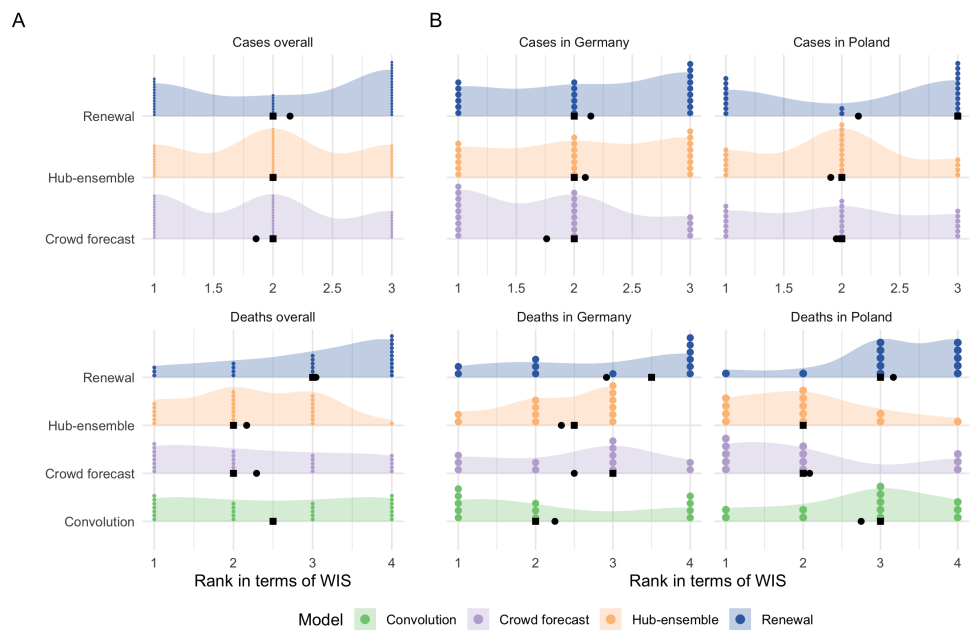 A
B
Cases overall
Cases in Germany
Cases in Poland
Renewal
Hub-ensemble
Crowd forecast
1 1.5 2 2.5 3
1 1.5 2 2.5 3
1 1.5 2 2.5 3
Deaths overall
Deaths in Germany
Deaths in Poland
Renewal
Hub-ensemble
Crowd forecast
Convolution
1 2 3 4
1 2 3 4
1 2 3 4
Rank in terms of WIS
Rank in terms of WIS
Model Convolution Crowd forecast Hub-ensemble Renewal